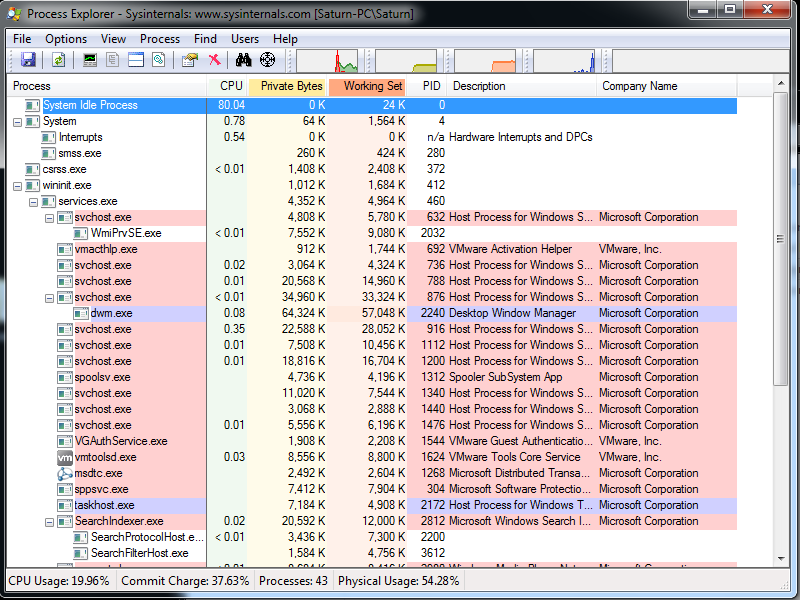 Process Explorer - Sysinternals: www.sysinternals.com [Saturn-PC\Saturn]
File Options View Process Find Users Help
Process CPU Private Bytes Working Set PID Description Company Name
System Idle Process 80.04 0 K 24 K 0
System 0.78 64 K 1,564 K 4
Interrupts 0.54 0 K 0 K n/a Hardware Interrupts and DPCs
smss.exe 260 K 424 K 280
csrss.exe < 0.01 1,408 K 2,408 K 372
wininit.exe 1,012 K 1,684 K 412
services.exe 4,352 K 4,964 K 460
svchost.exe 4,808 K 5,780 K 632 Host Process for Windows S... Microsoft Corporation
WmiPrvSE.exe < 0.01 7,552 K 9,080 K 2032
vmacthlp.exe 912 K 1,744 K 692 VMware Activation Helper VMware, Inc.
svchost.exe 0.02 3,064 K 4,324 K 736 Host Process for Windows S... Microsoft Corporation
svchost.exe 0.01 20,568 K 14,960 K 788 Host Process for Windows S... Microsoft Corporation
svchost.exe < 0.01 34,960 K 33,324 K 876 Host Process for Windows S... Microsoft Corporation
dwm.exe 0.08 64,324 K 57,048 K 2240 Desktop Window Manager Microsoft Corporation
svchost.exe 0.35 22,588 K 28,052 K 916 Host Process for Windows S... Microsoft Corporation
svchost.exe 0.01 7,508 K 10,456 K 1112 Host Process for Windows S... Microsoft Corporation
svchost.exe 0.01 18,816 K 16,704 K 1200 Host Process for Windows S... Microsoft Corporation
spoolsv.exe 4,736 K 4,196 K 1312 Spooler SubSystem App Microsoft Corporation
svchost.exe 11,020 K 7,544 K 1340 Host Process for Windows S... Microsoft Corporation
svchost.exe 3,068 K 2,888 K 1440 Host Process for Windows S... Microsoft Corporation
svchost.exe 0.01 5,556 K 6,196 K 1476 Host Process for Windows S... Microsoft Corporation
VGAuthService.exe 1,908 K 2,208 K 1544 VMware Guest Authenticatio... VMware, Inc.
vm vmtoolsd.exe 0.03 8,556 K 8,800 K 1624 VMware Tools Core Service VMware, Inc.
msdtc.exe 2,492 K 2,604 K 1268 Microsoft Distributed Transa... Microsoft Corporation
sppsvc.exe 7,412 K 7,904 K 304 Microsoft Software Protectio... Microsoft Corporation
taskhost.exe 7,184 K 4,908 K 2172 Host Process for Windows T... Microsoft Corporation
SearchIndexer.exe 0.02 20,592 K 12,000 K 2812 Microsoft Windows Search I... Microsoft Corporation
SearchProtocolHost.e... < 0.01 3,436 K 7,300 K 2200
SearchFilterHost.exe 1,584 K 4,756 K 3612
CPU Usage: 19.96% Commit Charge: 37.63% Processes: 43 Physical Usage: 54.28%